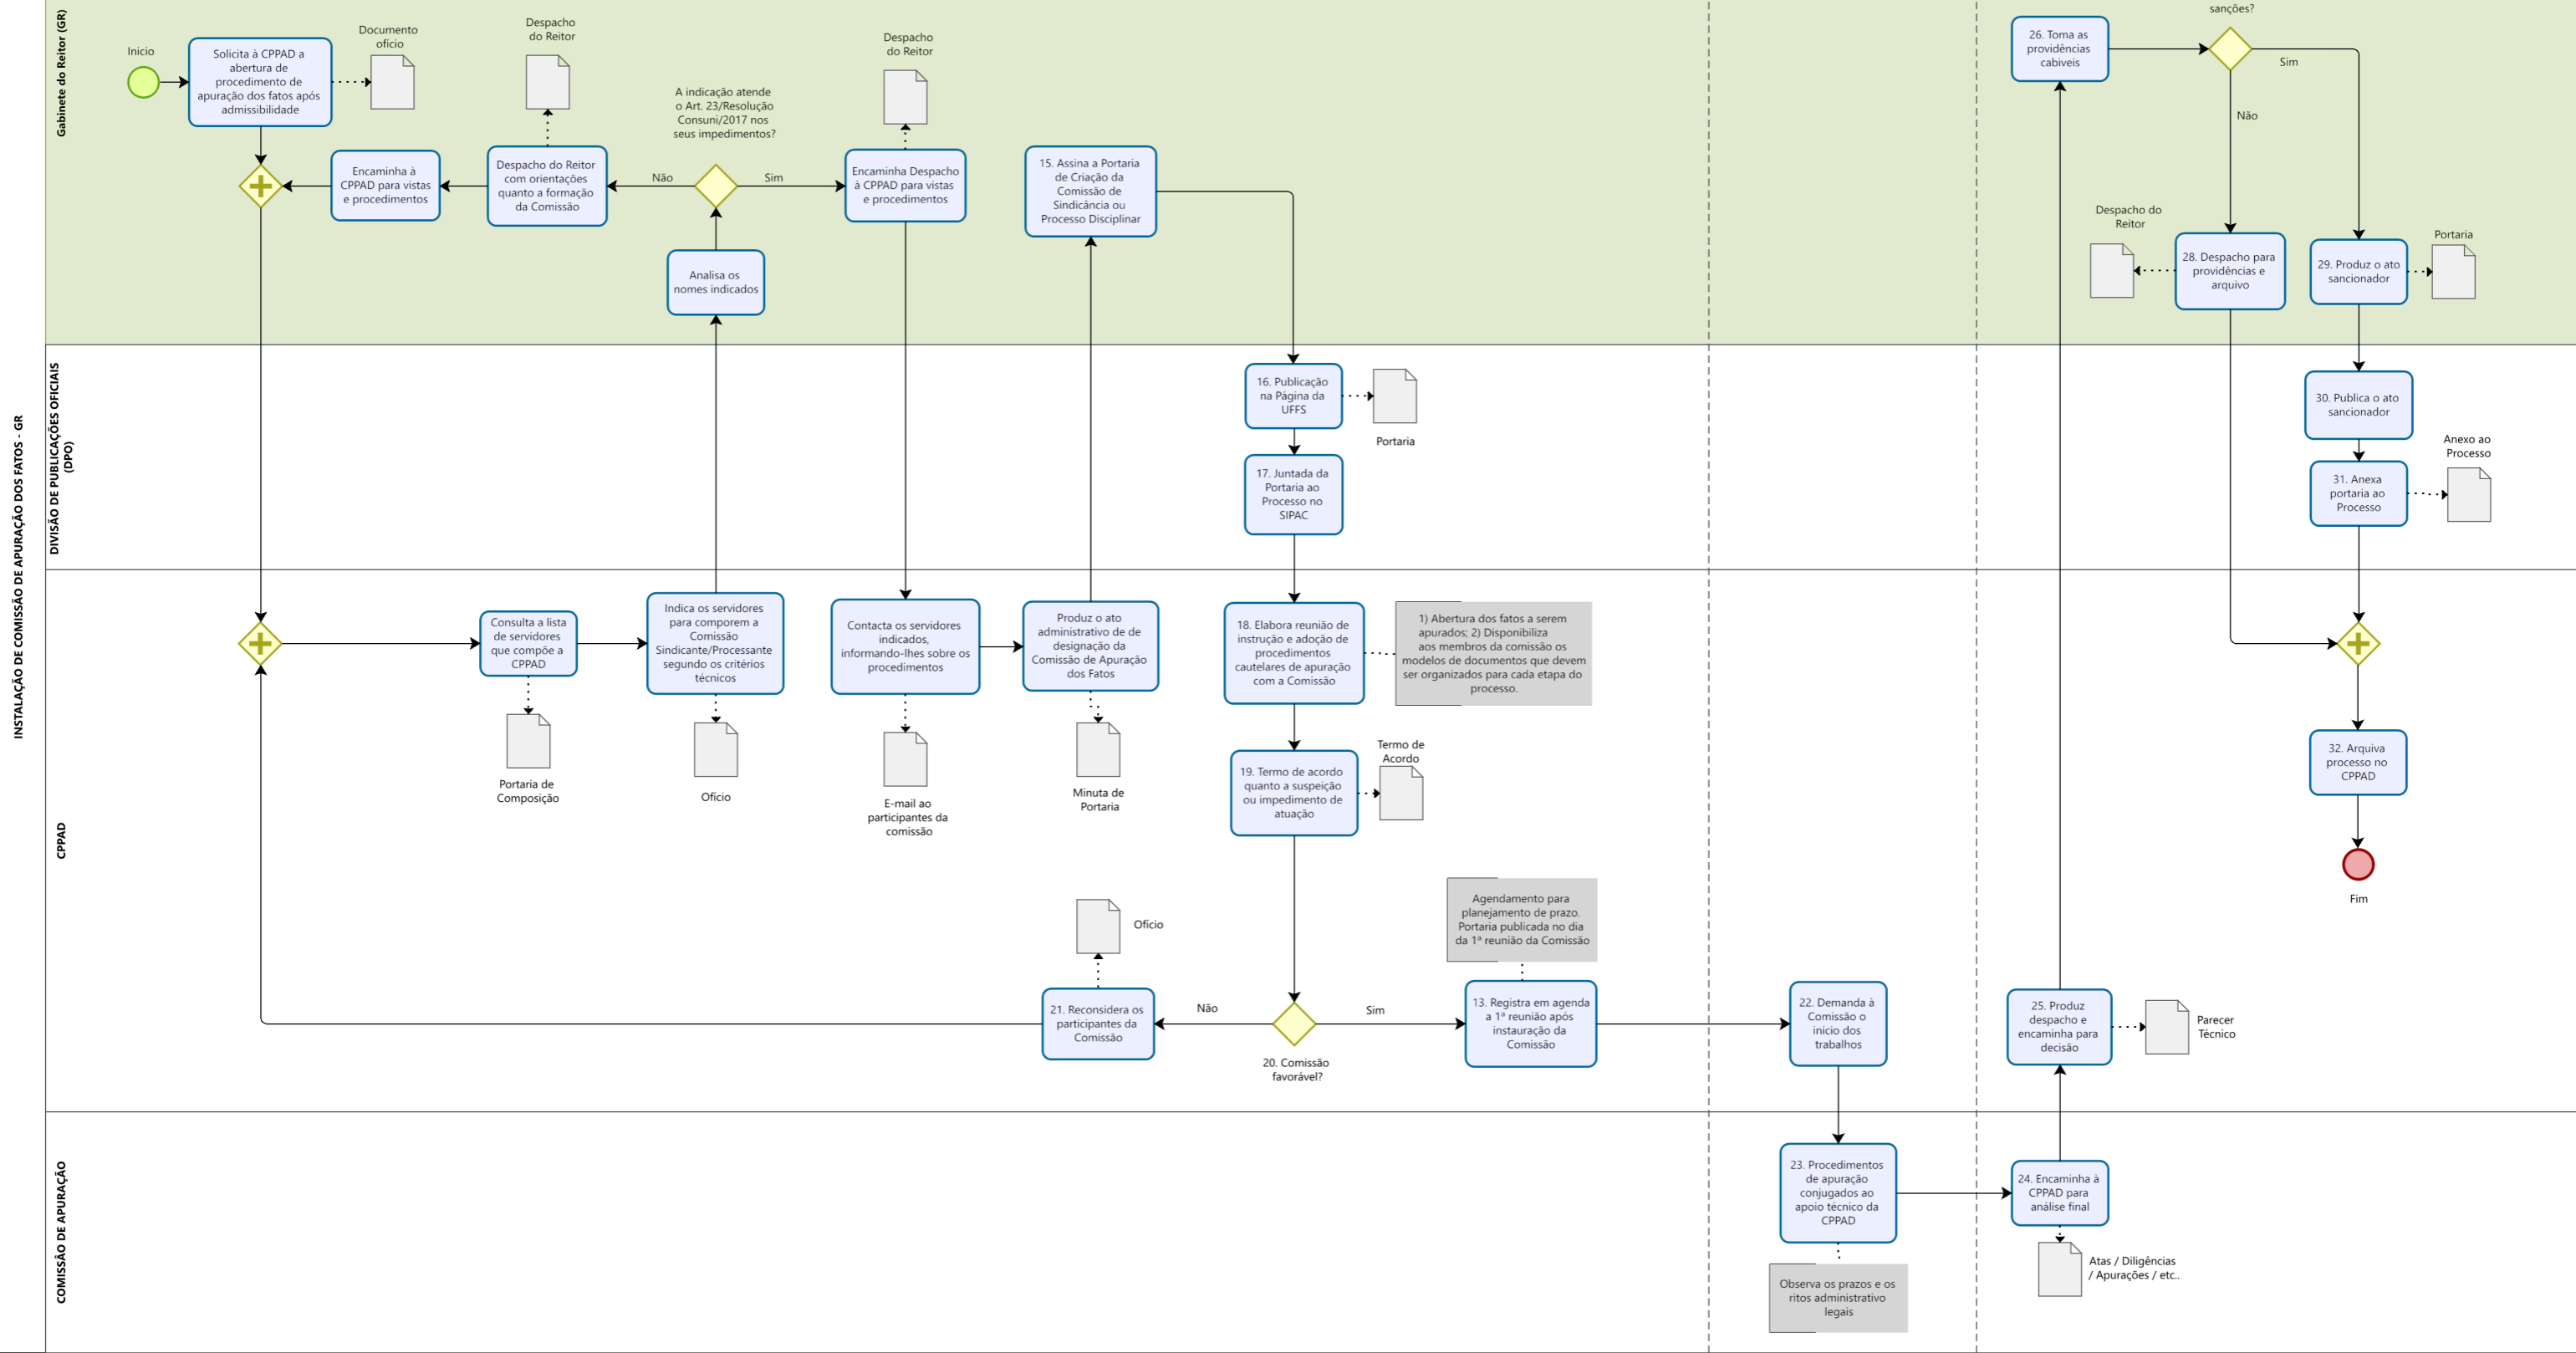 INSTALAÇÃO DE COMISSÃO DE APURAÇÃO DOS FATOS - GR
Gabinete do Reitor (GR)
Inicio
Solicita à CPPAD a
abertura de
procedimento de
apuração dos fatos após
admissibilidade
Documento
ofício
Encaminha à
CPPAD para vistas
e procedimentos
Despacho
do Reitor
Despacho do Reitor
com orientações
quanto a formação
da Comissão
Não
A indicação atende
o Art. 23/Resolução
Consuni/2017 nos
seus impedimentos?
Sim
Analisa os
nomes indicados
Despacho
do Reitor
Encaminha Despacho
à CPPAD para vistas
e procedimentos
15. Assina a Portaria
de Criação da
Comissão de
Sindicância ou
Processo Disciplinar
26. Toma as
providências
cabiveis
sanções?
Sim
Não
Despacho do
Reitor
28. Despacho para
providências e
arquivo
29. Produz o ato
sancionador
Portaria
DIVISÃO DE PUBLICAÇÕES OFICIAIS
(DPO)
16. Publicação
na Página da
UFFS
Portaria
17. Juntada da
Portaria ao
Processo no
SIPAC
30. Publica o ato
sancionador
31. Anexa
portaria ao
Processo
Anexo ao
Processo
CPPAD
Consulta a lista
de servidores
que compõe a
CPPAD
Portaria de
Composição
Indica os servidores
para comporem a
Comissão
Sindicante/Processante
segundo os critérios
técnicos
Ofício
Contacta os servidores
indicados,
informando-lhes sobre os
procedimentos
E-mail ao
participantes da
comissão
Produz o ato
administrativo de de
designação da
Comissão de Apuração
dos Fatos
Minuta de
Portaria
18. Elabora reunião de
instrução e adoção de
procedimentos
cautelares de apuração
com a Comissão
1) Abertura dos fatos a serem
apurados; 2) Disponibiliza
aos membros da comissão os
modelos de documentos que devem
ser organizados para cada etapa do
processo.
19. Termo de acordo
quanto a suspeição
ou impedimento de
atuação
Termo de
Acordo
Ofício
21. Reconsidera os
participantes da
Comissão
Não
20. Comissão
favorável?
Sim
Agendamento para
planejamento de prazo.
Portaria publicada no dia
da 1ª reunião da Comissão
13. Registra em agenda
a 1ª reunião após
instauração da
Comissão
22. Demanda à
Comissão o
início dos
trabalhos
25. Produz
despacho e
encaminha para
decisão
Parecer
Técnico
32. Arquiva
processo no
CPPAD
Fim
COMISSÃO DE APURAÇÃO
23. Procedimentos
de apuração
conjugados ao
apoio técnico da
CPPAD
Observa os prazos e os
ritos administrativo
legais
24. Encaminha à
CPPAD para
análise final
Atas / Diligências
/ Apurações / etc..